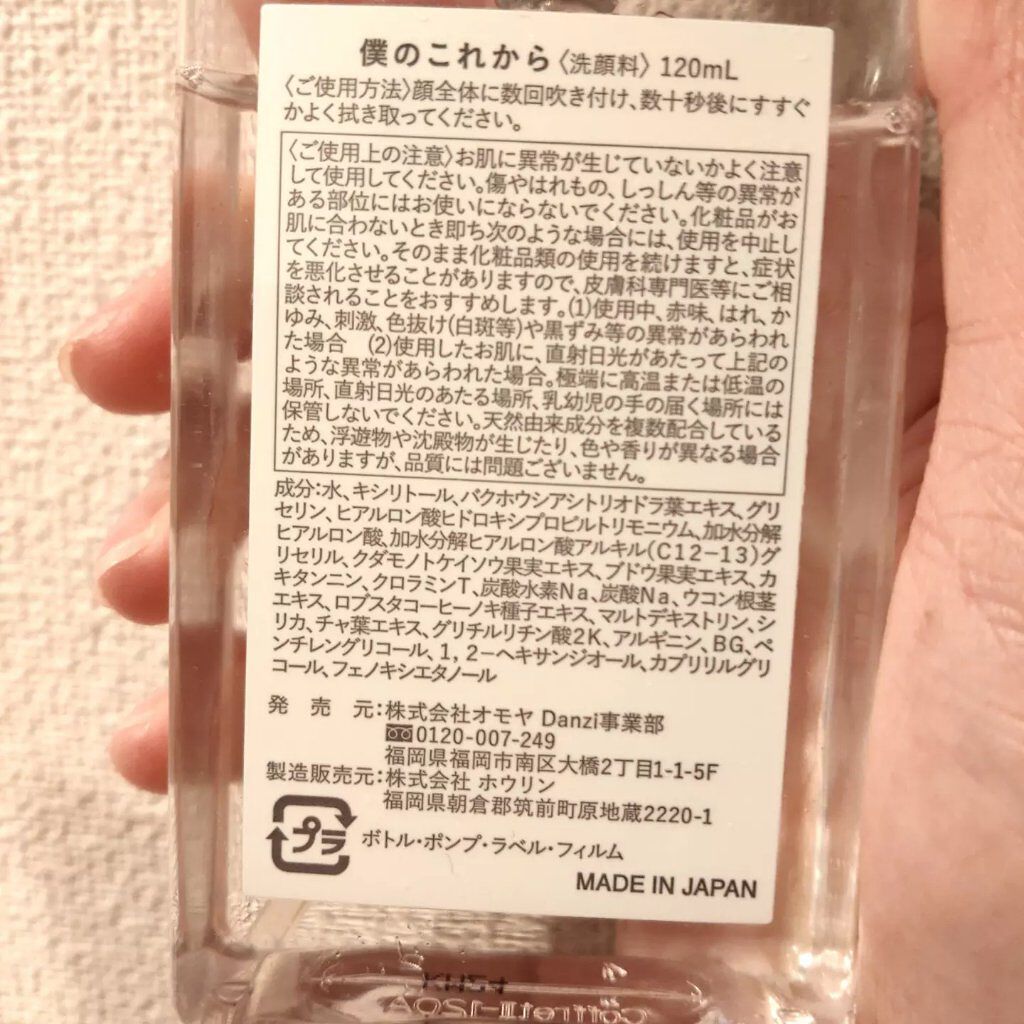 僕のこれから〈洗顔料〉 120mL
〈ご使用方法〉顔全体に数回吹き付け、数十秒後にすすぐ
かよく拭き取ってください。
〈ご使用上の注意〉お肌に異常が生じていないかよく注意
して使用してください。傷やはれもの、しっしん等の異常が
ある部位にはお使いにならないでください。化粧品がお
肌に合わないとき即ち次のような場合には、使用を中止し
てください。そのまま化粧品類の使用を続けますと、症状
を悪化させることがありますので、皮膚科専門医等にご相
談されることをおすすめします。(1)使用中、赤味、はれ、か
ゆみ、刺激、色抜け(白斑等)や黒ずみ等の異常があらわれ
た場合　(2)使用したお肌に、直射日光があたって上記の
ような異常があらわれた場合。極端に高温または低温の
場所、直射日光のあたる場所、乳幼児の手の届く場所には
保管しないでください。天然由来成分を複数配合している
ため、浮遊物や沈殿物が生じたり、色や香りが異なる場合
がありますが、品質には問題ございません。
成分:水、キシリトール、パクホウシアシトリオドラ葉エキス、グリ
セリン、ヒアルロン酸ヒドロキシプロピルトリモニウム、加水分解
ヒアルロン酸、加水分解ヒアルロン酸アルキル(C12-13)グ
リセリル、クダモノトケイソウ果実エキス、ブドウ果実エキス、カ
キタンニン、クロラミンT、炭酸水素Na、炭酸Na、ウコン根茎
エキス、ロブスタコーヒーノキ種子エキス、マルトデキストリン、シ
リカ、チャ葉エキス、グリチルリチン酸2K、アルギニン、BG、ペ
ンチレングリコール、1,2-ヘキサンジオール、カプリリルグリ
コール、フェノキシエタノール
発　売　元:株式会社オモヤ Danzi事業部
0120-007-249
福岡県福岡市南区大橋2丁目1-1-5F
製造販売元:株式会社 ホウリン
福岡県朝倉郡筑前町原地蔵2220-1
プラ ボトル・ポンプ・ラベル・フィルム
MADE IN JAPAN